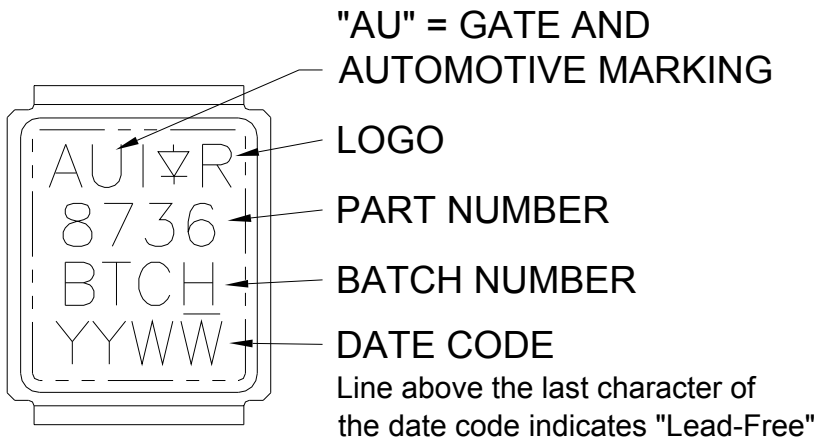 "AU" = GATE AND
AUTOMOTIVE MARKING
AUI R
LOGO
8736
PART NUMBER
BTCH
BATCH NUMBER
YYWW
DATE CODE
Line above the last character of
the date code indicates "Lead-Free"